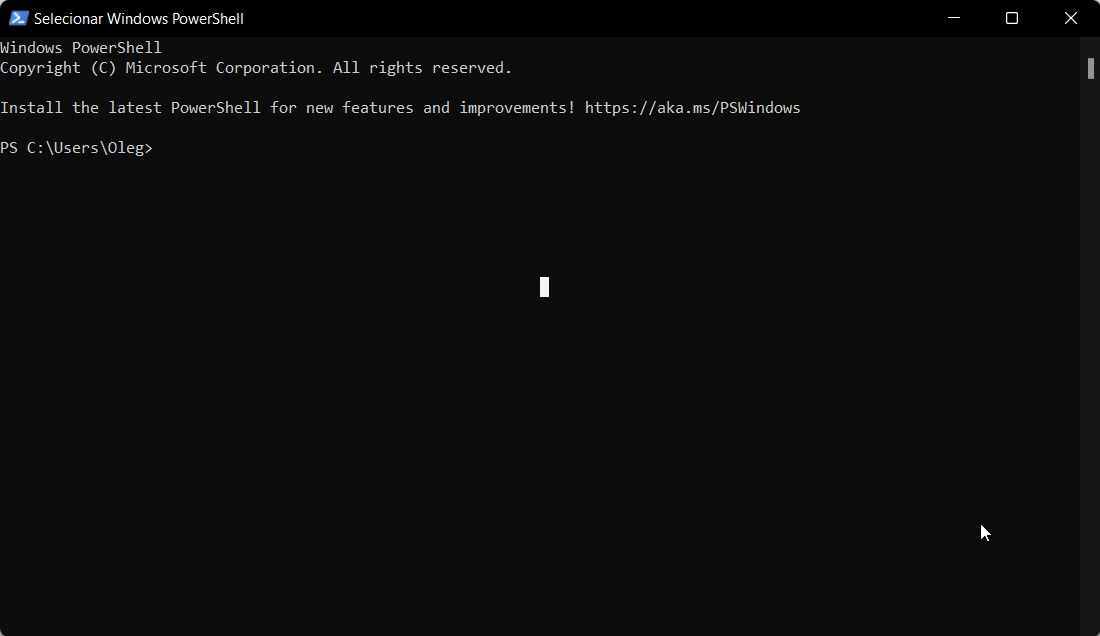 Selecionar Windows PowerShell
Windows PowerShell
Copyright (C) Microsoft Corporation. All rights reserved.
Install the latest PowerShell for new features and improvements! https://aka.ms/PSWindows
PS C:\Users\Oleg>